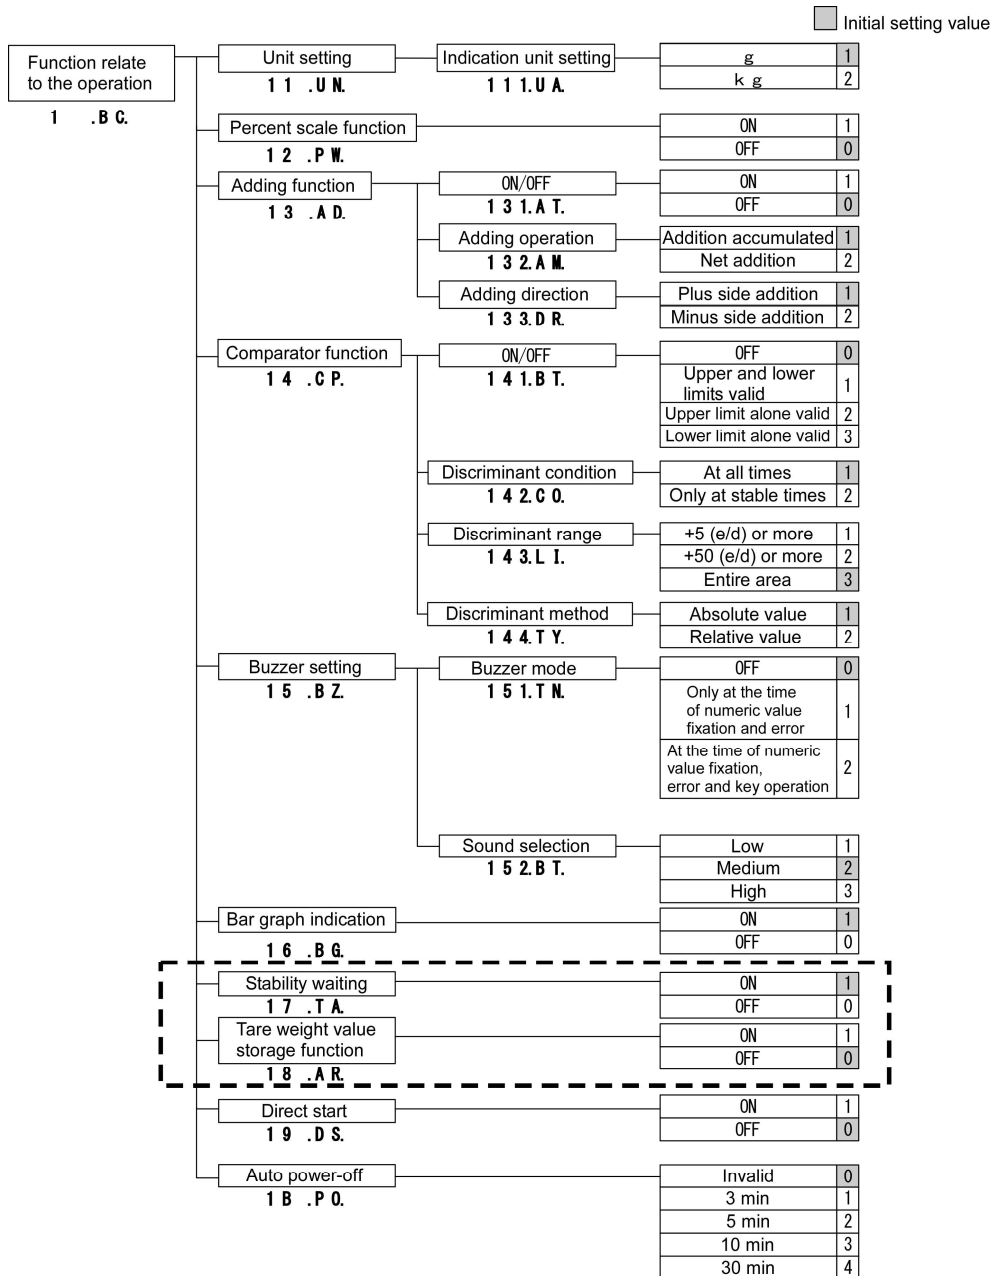 Initial setting value
Function relate
to the operation
1 .BC.
Unit setting
11 .UN.
Indication unit setting
111.UA.
g 1
kg 2
Percent scale function
12 .PW.
ON 1
OFF 0
Adding function
13 .AD.
ON/OFF
131.AT.
ON 1
OFF 0
Adding operation
132.AM.
Addition accumulated 1
Net addition 2
Adding direction
133.DR.
Plus side addition 1
Minus side addition 2
Comparator function
14 .CP.
ON/OFF
141.BT.
OFF 0
Upper and lower
limits valid 1
Upper limit alone valid 2
Lower limit alone valid 3
Discriminant condition
142.CO.
At all times 1
Only at stable times 2
Discriminant range
143.LI.
+5 (e/d) or more 1
+50 (e/d) or more 2
Entire area 3
Discriminant method
144.TY.
Absolute value 1
Relative value 2
Buzzer setting
15 .BZ.
Buzzer mode
151.TN.
OFF 0
Only at the time
of numeric value 1
fixation and error
At the time of numeric
value fixation, 2
error and key operation
Sound selection
152.BT.
Low 1
Medium 2
High 3
Bar graph indication
16 .BG.
ON 1
OFF 0
Stability waiting
17 .TA.
ON 1
OFF 0
Tare weight value
storage function
18 .AR.
ON 1
OFF 0
Direct start
19 .DS.
ON 1
OFF 0
Auto power-off
1B .PO.
Invalid 0
3 min 1
5 min 2
10 min 3
30 min 4